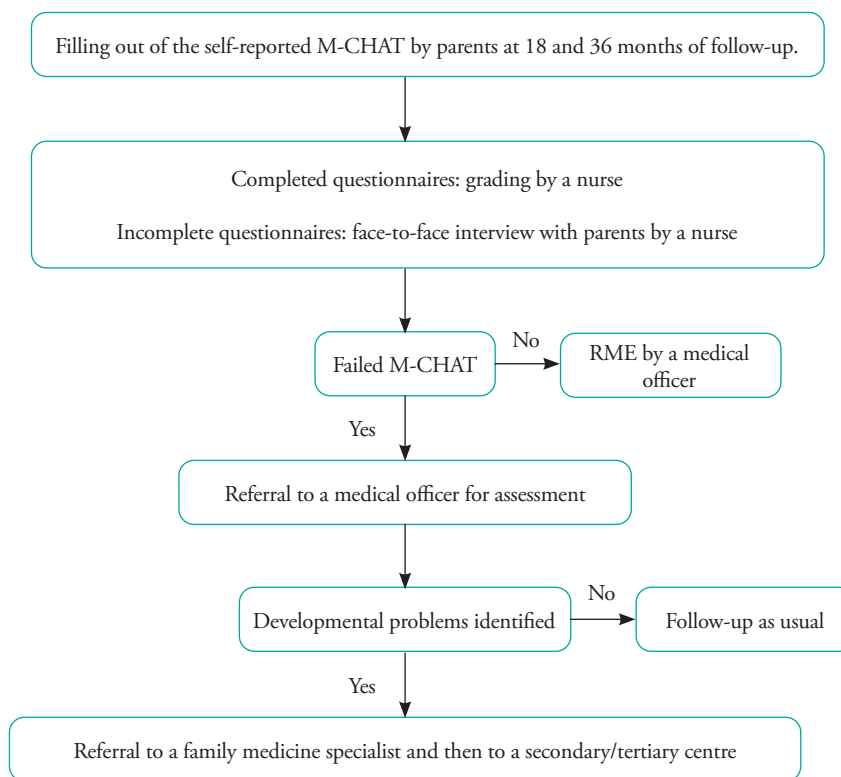 Filling out of the self-reported M-CHAT by parents at 18 and 36 months of follow-up.
Completed questionnaires: grading by a nurse
Incomplete questionnaires: face-to-face interview with parents by a nurse
Failed M-CHAT
No
RME by a medical
officer
Yes
Referral to a medical officer for assessment
Developmental problems identified
No
Follow-up as usual
Yes
Referral to a family medicine specialist and then to a secondary/tertiary centre